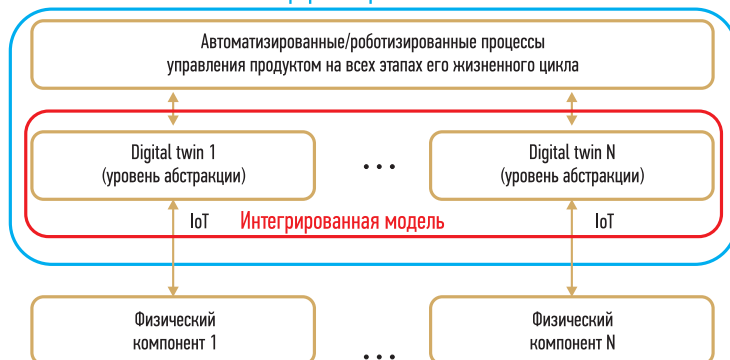 Автоматизированные/роботизированные процессы
управления продуктом на всех этапах его жизненного цикла
Digital twin 1
(уровень абстракции)
...
Digital twin N
(уровень абстракции)
IoT
Интегрированная модель
IoT
Физический
компонент 1
...
Физический
компонент N